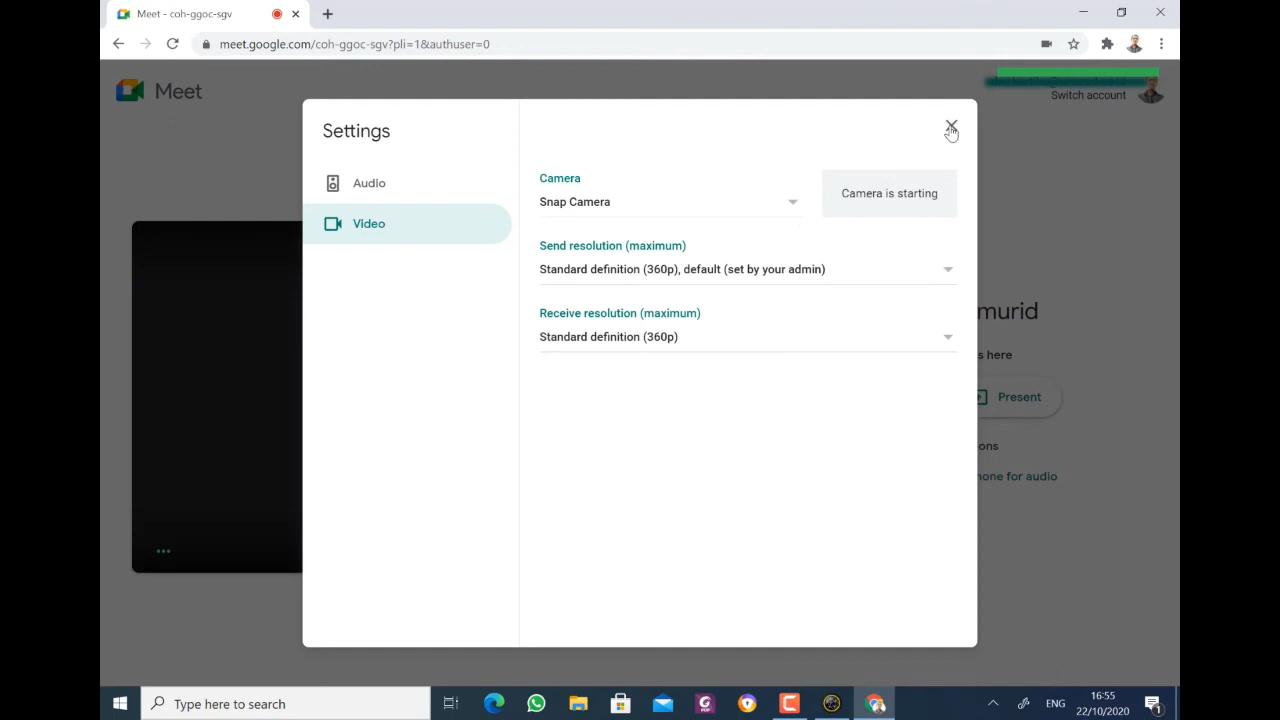 Meet - coh-ggoc-sgv
meet.google.com/coh-ggoc-sgv?pli=1&authuser=0
Meet
Switch account
Settings
Audio
Video
Camera
Snap Camera
Camera is starting
Send resolution (maximum)
Standard definition (360p), default (set by your admin)
Receive resolution (maximum)
Standard definition (360p)
murid
s here
Present
ons
one for audio
Type here to search
ENG
16:55
22/10/2020
1